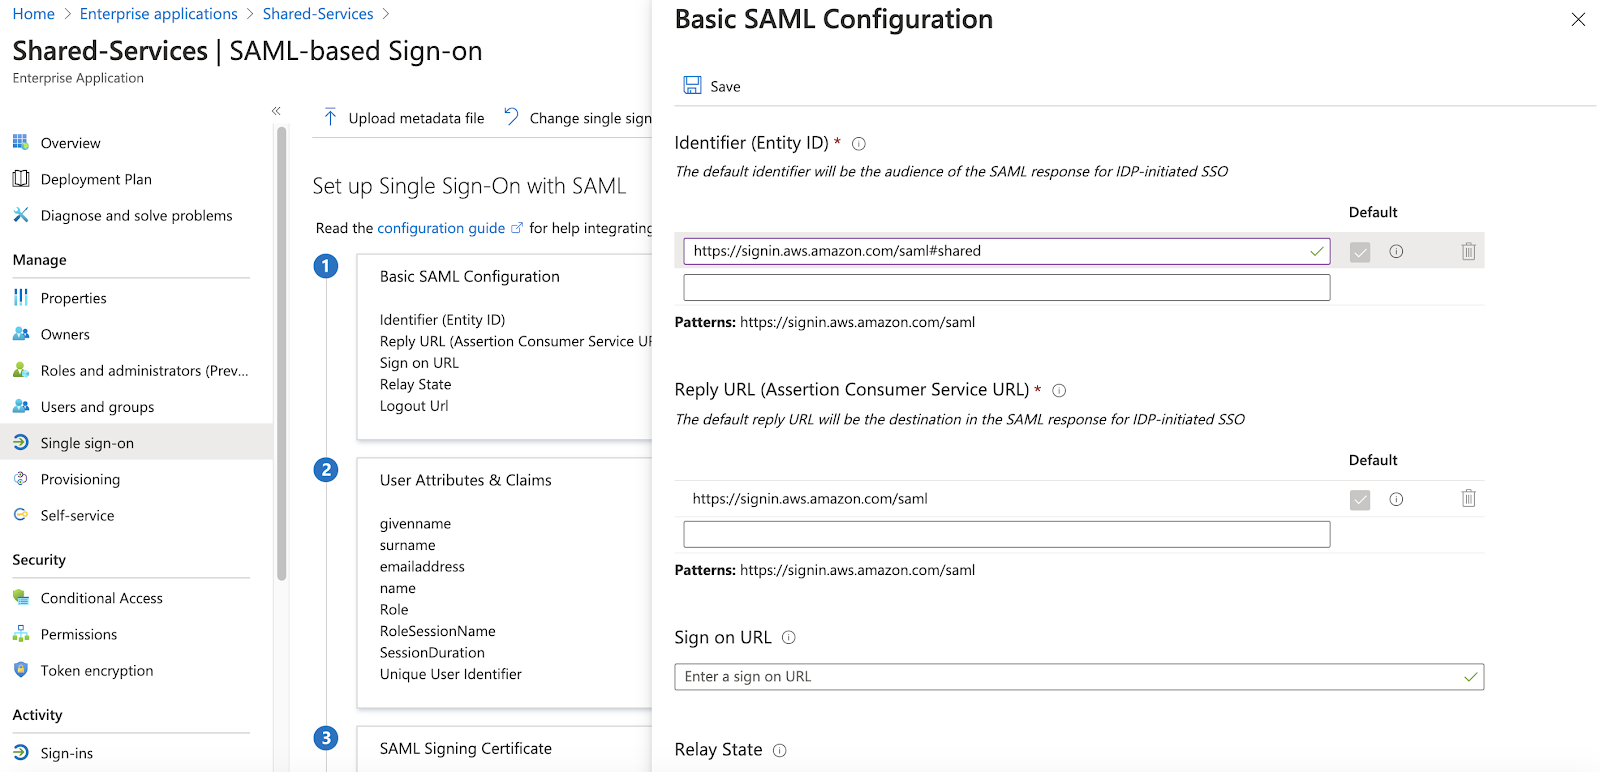 Home > Enterprise applications > Shared-Services >
Shared-Services | SAML-based Sign-on
Enterprise Application
«
Overview
Deployment Plan
Diagnose and solve problems
Manage
Properties
Owners
Roles and administrators (Prev...
Users and groups
Single sign-on
Provisioning
Self-service
Security
Conditional Access
Permissions
Token encryption
Activity
Sign-ins
Upload metadata file Change single sign
Set up Single Sign-On with SAML
Read the configuration guide for help integrating
1
Basic SAML Configuration
Identifier (Entity ID)
Reply URL (Assertion Consumer Service UR
Sign on URL
Relay State
Logout Url
2
User Attributes & Claims
givenname
surname
emailaddress
name
Role
RoleSessionName
SessionDuration
Unique User Identifier
3
SAML Signing Certificate
Basic SAML Configuration
Save
Identifier (Entity ID) *
The default identifier will be the audience of the SAML response for IDP-initiated SSO
Default
https://signin.aws.amazon.com/saml#shared
Patterns: https://signin.aws.amazon.com/saml
Reply URL (Assertion Consumer Service URL) *
The default reply URL will be the destination in the SAML response for IDP-initiated SSO
Default
https://signin.aws.amazon.com/saml
Patterns: https://signin.aws.amazon.com/saml
Sign on URL
Enter a sign on URL
Relay State